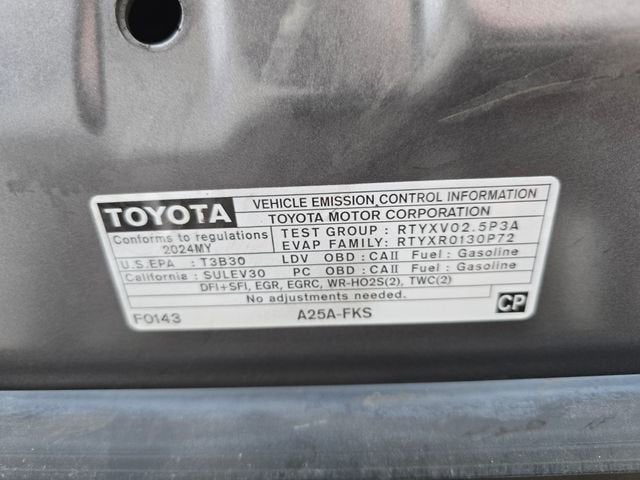 TOYOTA
VEHICLE EMISSION CONTROL INFORMATION
TOYOTA MOTOR CORPORATION
Conforms to regulations
2024MY
TEST GROUP : RTYXV02.5P3A
EVAP FAMILY: RTYXR0130P72
U.S.EPA : T3B30 LDV OBD : CAII Fuel : Gasoline
California : SULEV30 PC OBD : CAII Fuel : Gasoline
DFI+SFI, EGR, EGRC, WR-HO2S(2), TWC(2)
No adjustments needed.
F0143 A25A-FKS CP